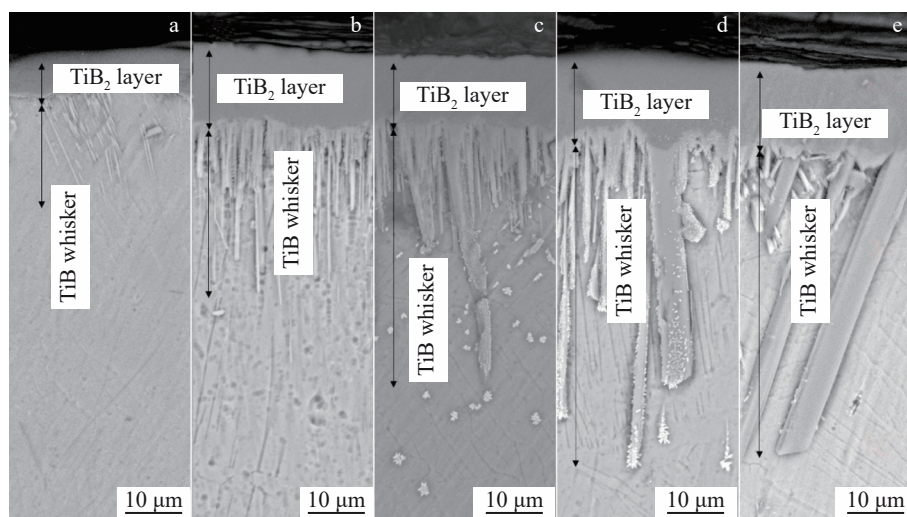 a
b
c
d
e
TiB₂ layer
TiB₂ layer
TiB₂ layer
TiB₂ layer
TiB₂ layer
TiB whisker
TiB whisker
TiB whisker
TiB whisker
TiB whisker
10 μm
10 μm
10 μm
10 μm
10 μm